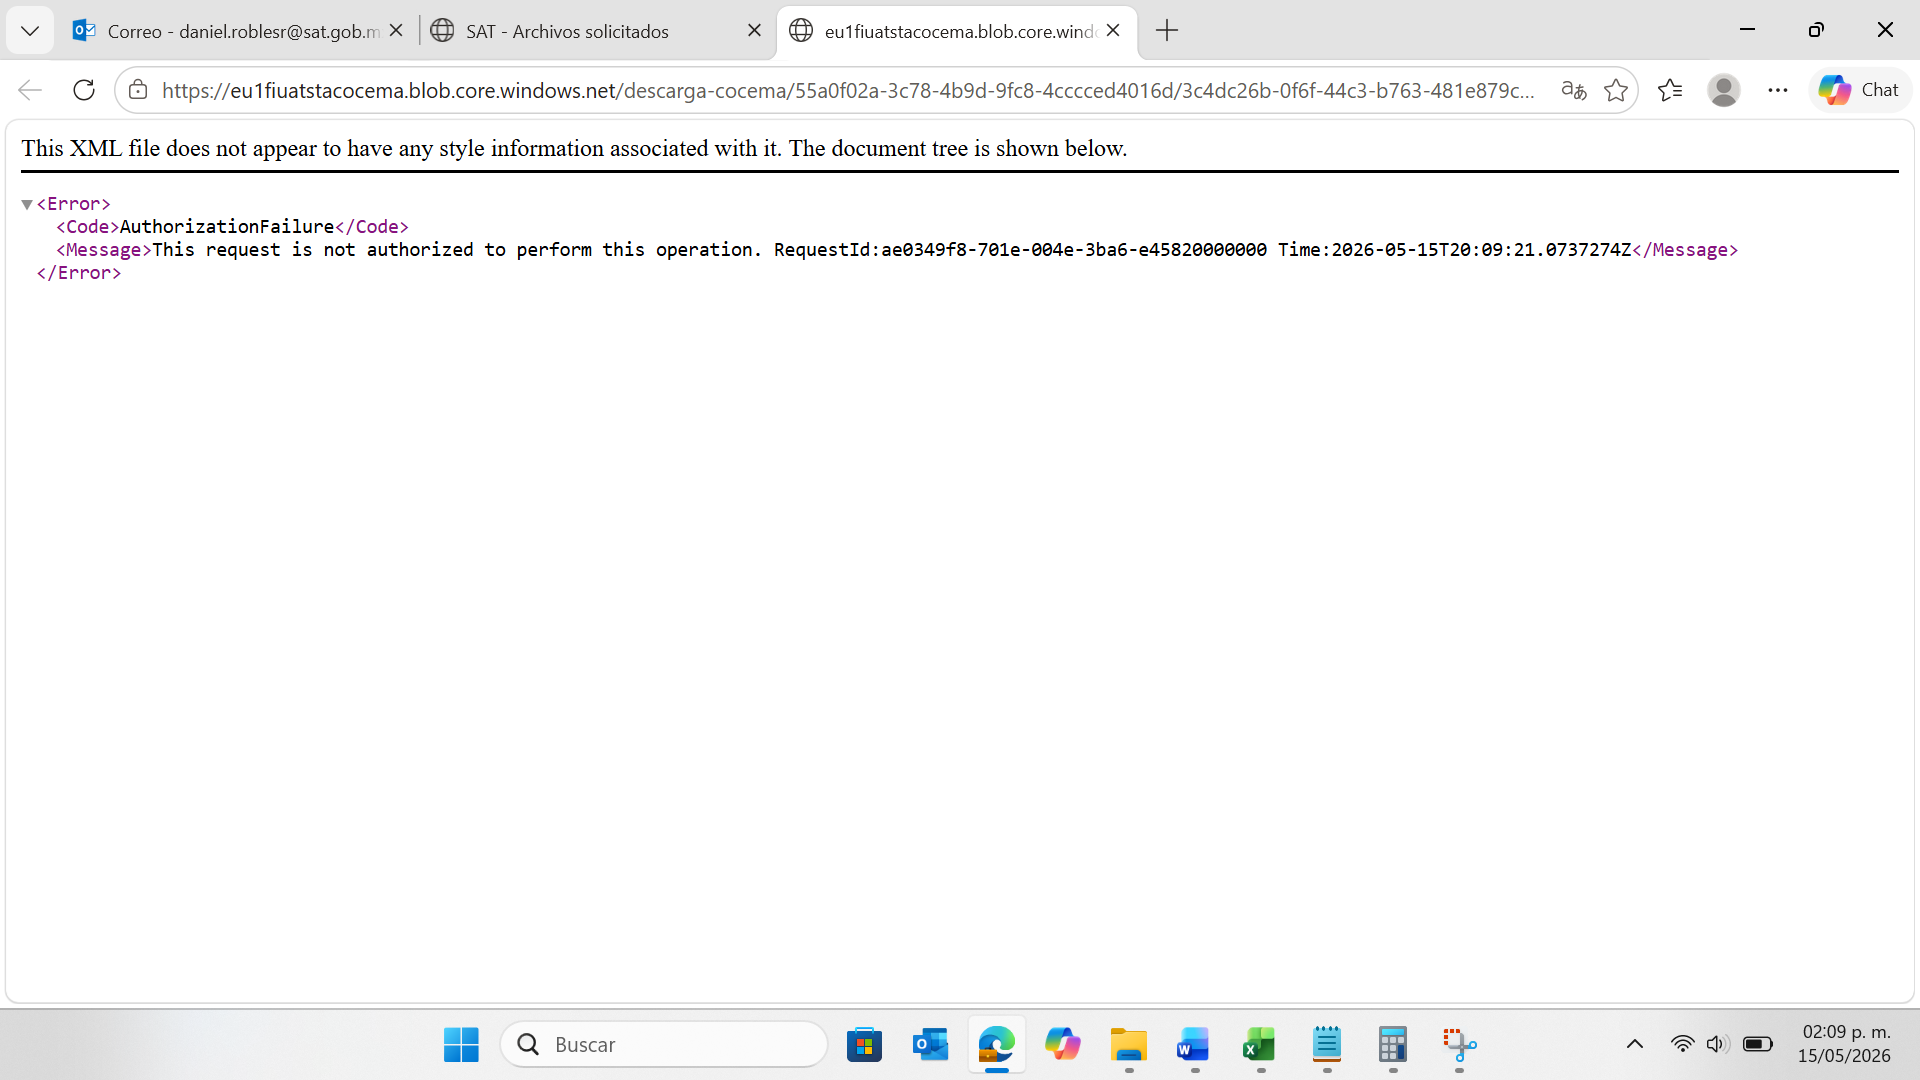 Correo - daniel.roblesr@sat.gob.m
SAT - Archivos solicitados
eu1fiuatstacocema.blob.core.wind
https://eu1fiuatstacocema.blob.core.windows.net/descarga-cocema/55a0f02a-3c78-4b9d-9fc8-4cccced4016d/3c4dc26b-0f6f-44c3-b763-481e879c...
Chat
This XML file does not appear to have any style information associated with it. The document tree is shown below.
<Error>
<Code>AuthorizationFailure</Code>
<Message>This request is not authorized to perform this operation. RequestId:ae0349f8-701e-004e-3ba6-e45820000000 Time:2026-05-15T20:09:21.0737274Z</Message>
</Error>
Buscar
02:09 p. m.
15/05/2026